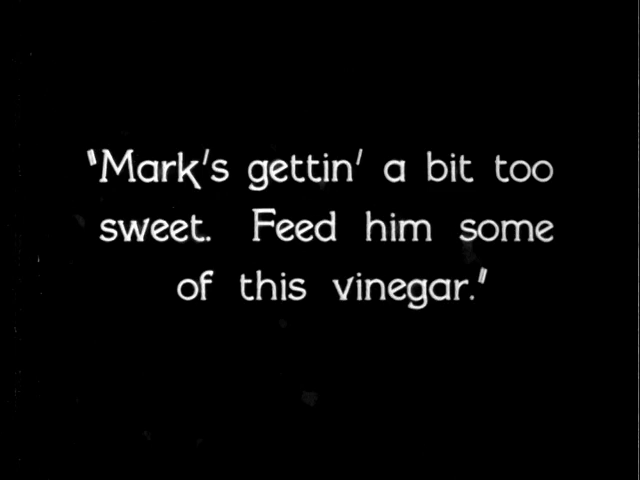 "Mark's gettin' a bit too
sweet. Feed him some
of this vinegar."